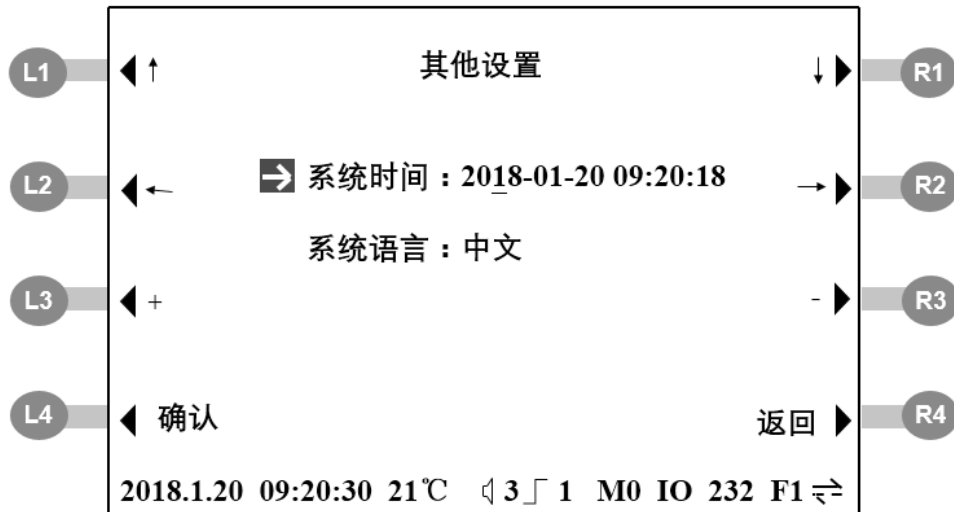 L1 ↑ 其他设置 ↓ R1
L2 ← → 系统时间：2018-01-20 09:20:18 → R2
系统语言：中文
L3 + - R3
L4 确认 返回 R4
2018.1.20 09:20:30 21℃ 3 1 M0 IO 232 F1